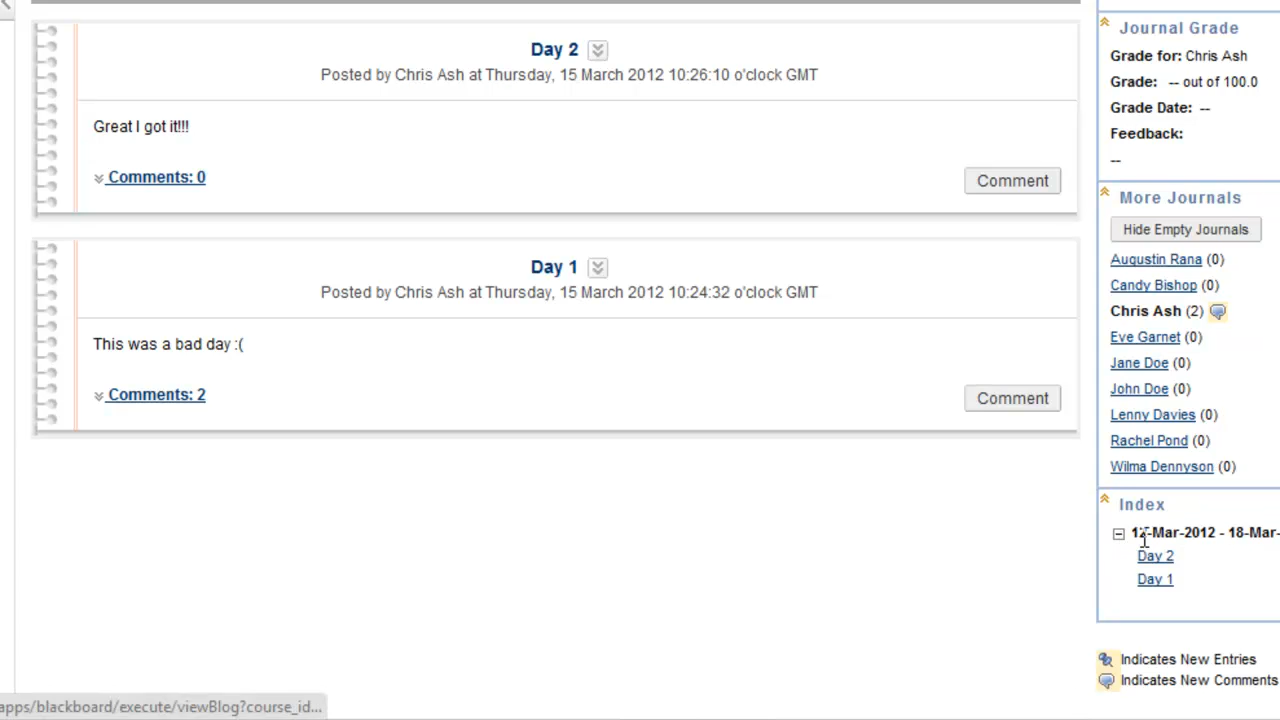 Day 2
Posted by Chris Ash at Thursday, 15 March 2012 10:26:10 o'clock GMT
Great I got it!!!
Comments: 0
Comment
Day 1
Posted by Chris Ash at Thursday, 15 March 2012 10:24:32 o'clock GMT
This was a bad day :(
Comments: 2
Comment
Journal Grade
Grade for: Chris Ash
Grade: -- out of 100.0
Grade Date: --
Feedback:
--
More Journals
Hide Empty Journals
Augustin Rana (0)
Candy Bishop (0)
Chris Ash (2)
Eve Garnet (0)
Jane Doe (0)
John Doe (0)
Lenny Davies (0)
Rachel Pond (0)
Wilma Dennyson (0)
Index
12-Mar-2012 - 18-Mar-
Day 2
Day 1
Indicates New Entries
Indicates New Comments
apps/blackboard/execute/viewBlog?course_id...